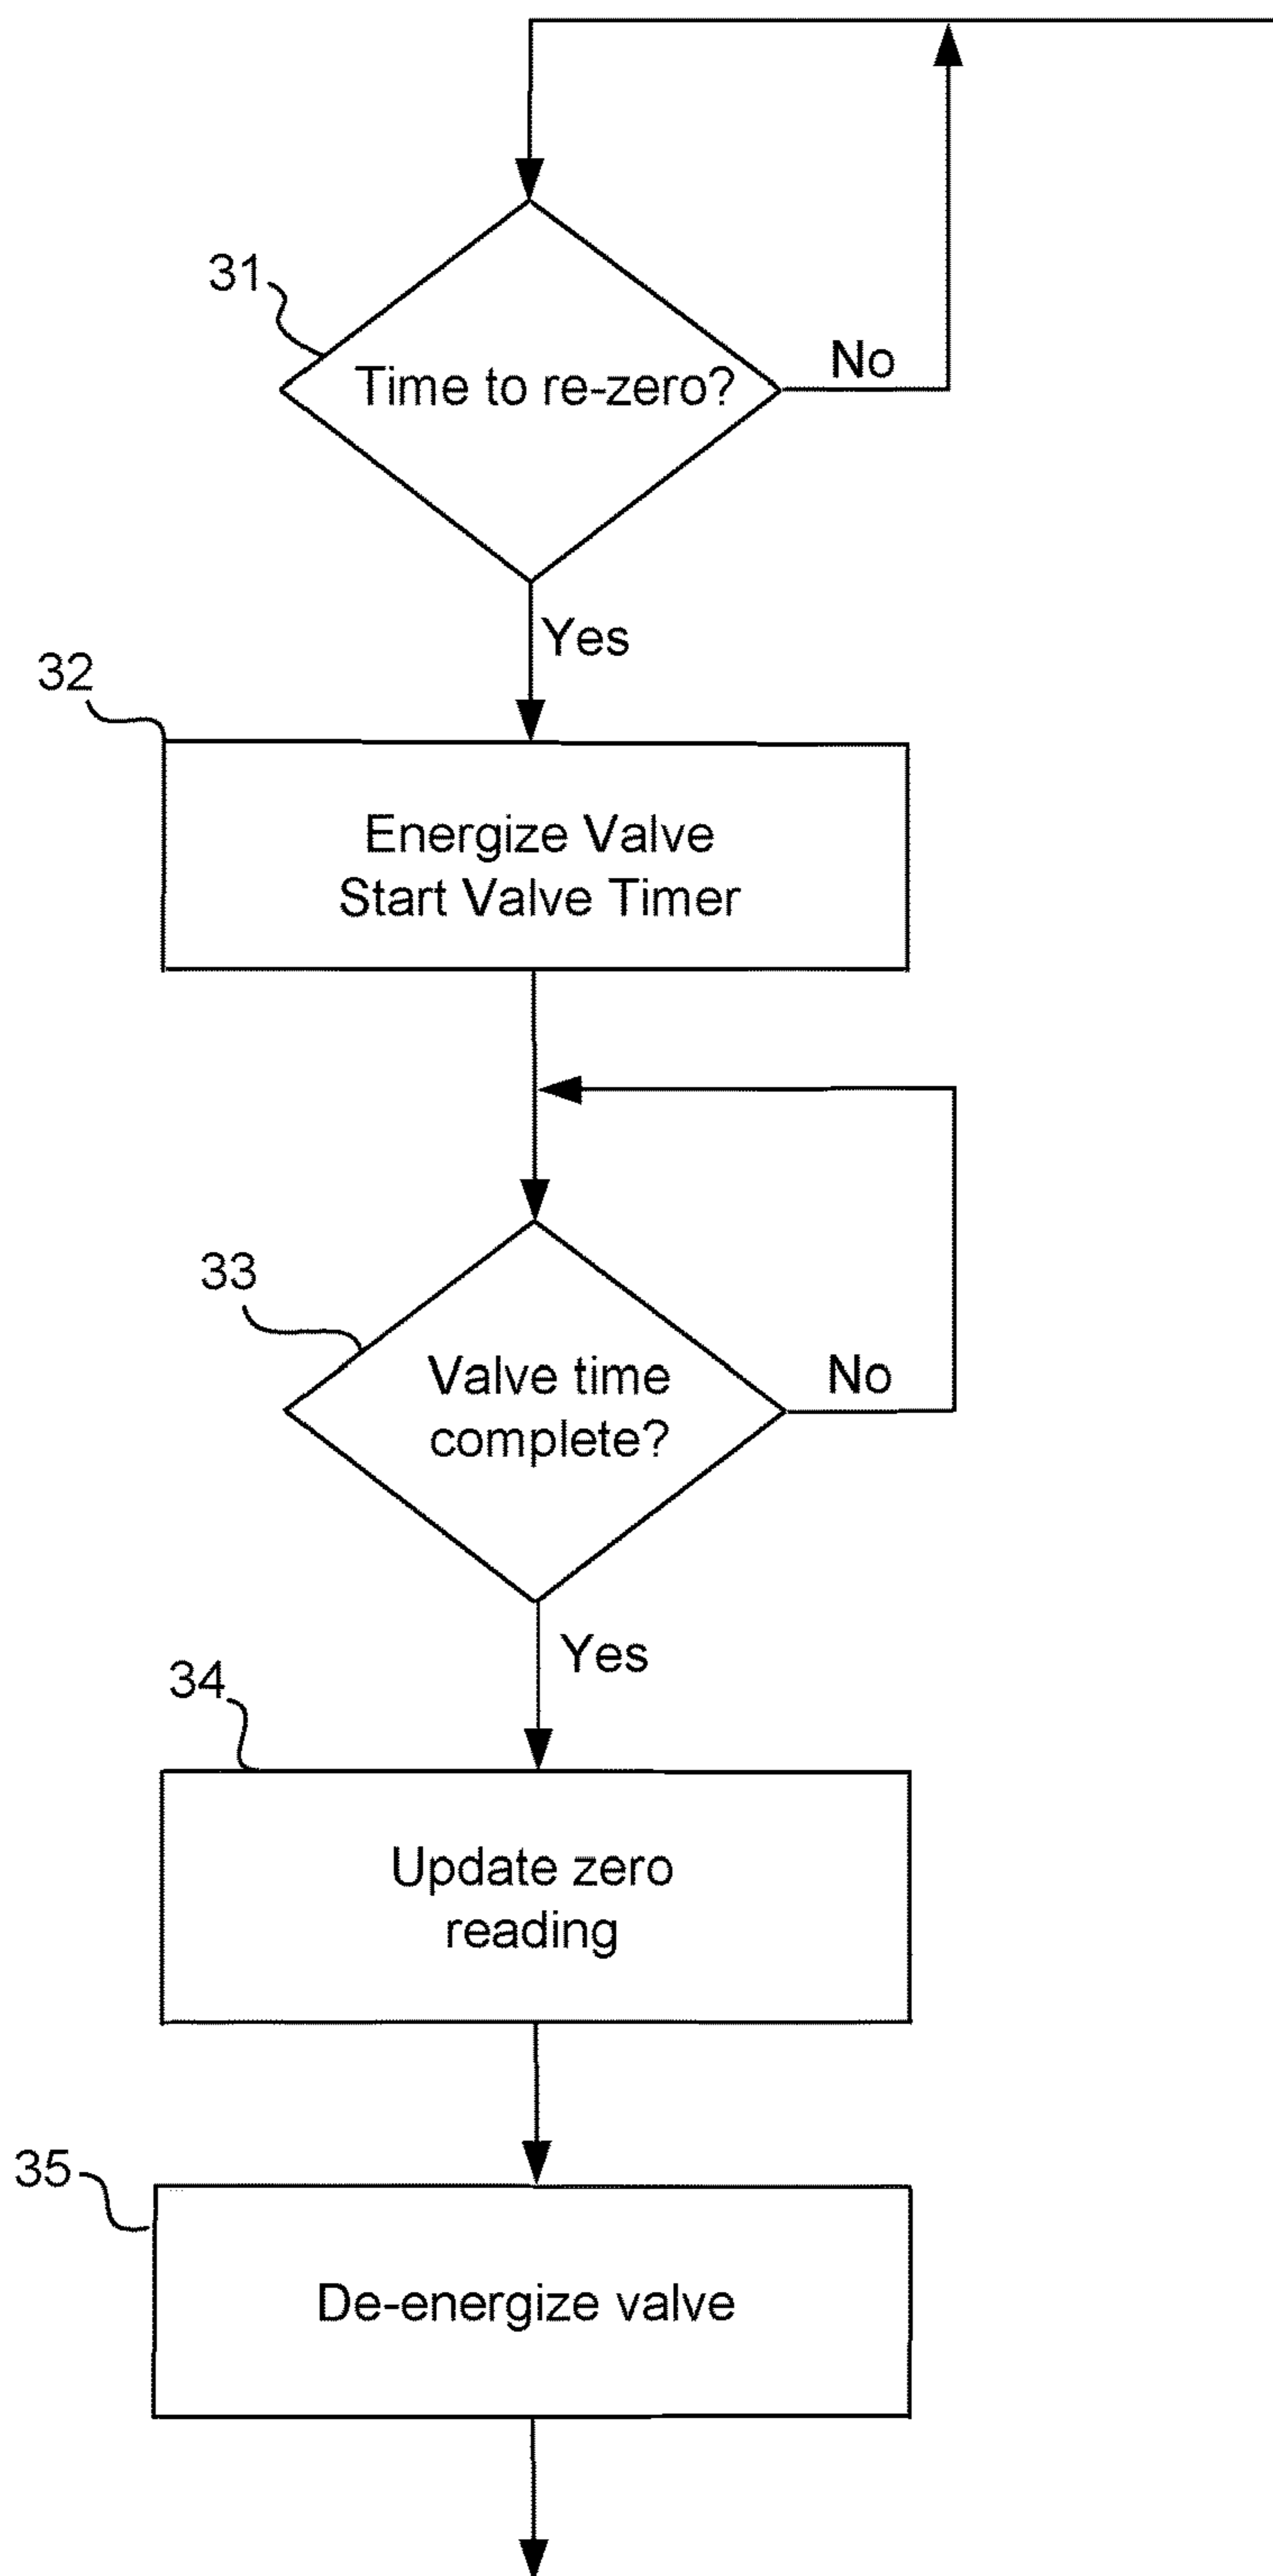 31
Time to re-zero?
No
Yes
32
Energize Valve
Start Valve Timer
33
Valve time
complete?
No
Yes
34
Update zero
reading
35
De-energize valve